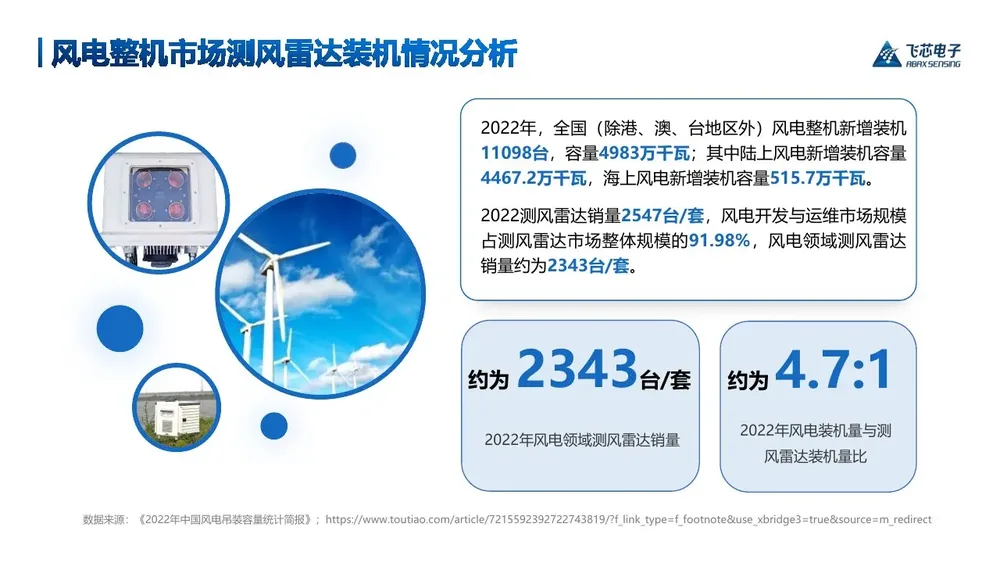 风电整机市场测风雷达装机情况分析
飞芯电子
ABAX SENSING
2022年，全国（除港、澳、台地区外）风电整机新增装机
11098台，容量4983万千瓦；其中陆上风电新增装机容量
4467.2万千瓦，海上风电新增装机容量515.7万千瓦。
2022测风雷达销量2547台/套，风电开发与运维市场规模
占测风雷达市场整体规模的91.98%，风电领域测风雷达
销量约为2343台/套。
约为 2343台/套
2022年风电领域测风雷达销量
约为 4.7:1
2022年风电装机量与测
风雷达装机量比
数据来源：《2022年中国风电吊装容量统计简报》；https://www.toutiao.com/article/7215592392722743819/?f_link_type=f_footnote&use_xbridge3=true&source=m_redirect